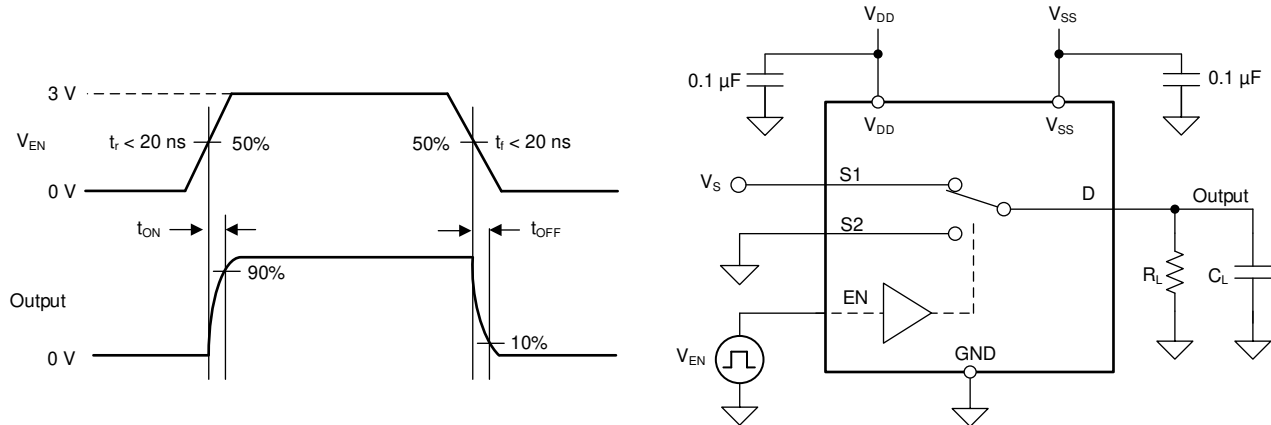 3 V
V_EN
t_r < 20 ns
50%
50%
t_f < 20 ns
0 V
t_ON
t_OFF
90%
Output
10%
0 V
V_DD
V_SS
0.1 µF
0.1 µF
V_DD
V_SS
V_S
S1
D
Output
S2
R_L
C_L
EN
V_EN
GND